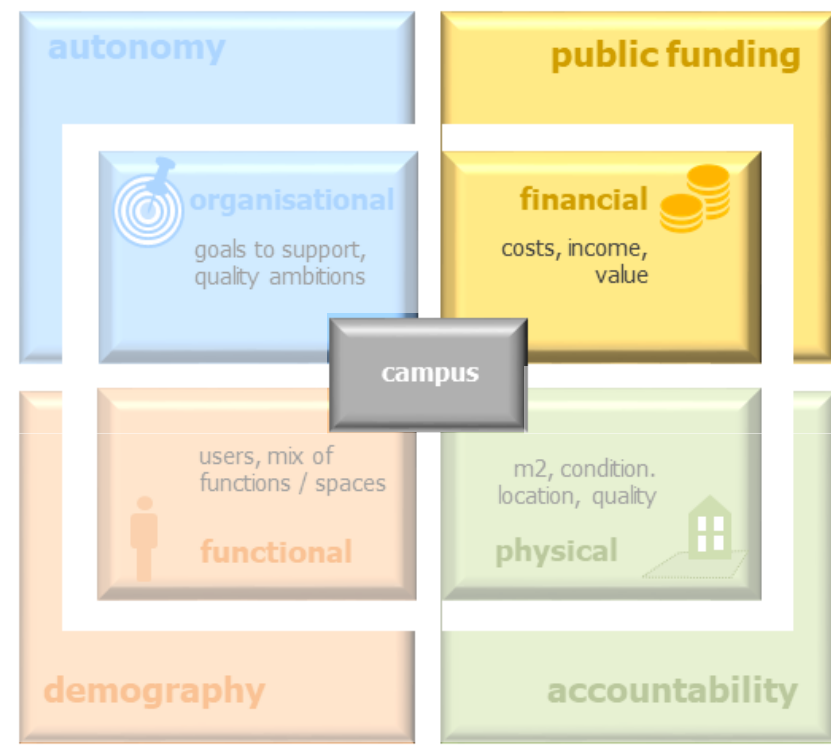 autonomy
public funding
organisational
goals to support,
quality ambitions
financial
costs, income,
value
campus
users, mix of
functions / spaces
functional
m2, condition.
location, quality
physical
demography
accountability